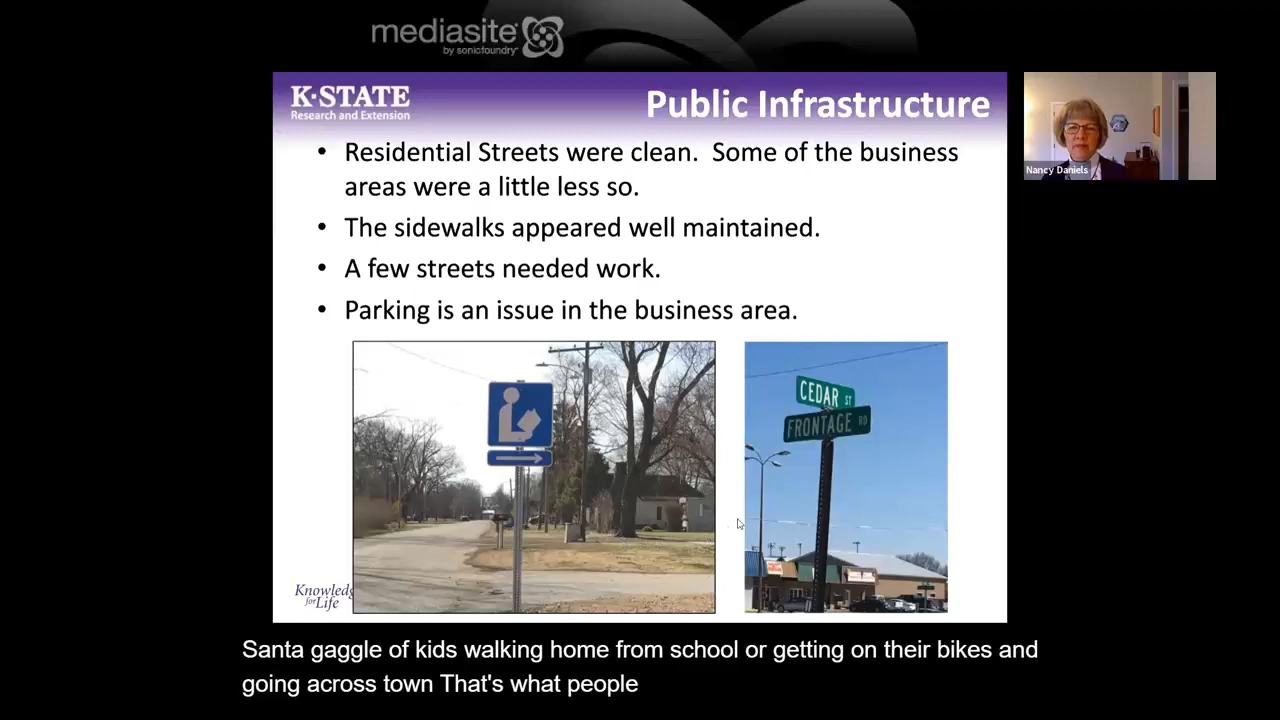 mediasite
by sonicfoundry
K·STATE
Research and Extension
Public Infrastructure
• Residential Streets were clean. Some of the business
areas were a little less so.
• The sidewalks appeared well maintained.
• A few streets needed work.
• Parking is an issue in the business area.
CEDAR ST
FRONTAGE RD
Knowledg
for Life
Nancy Daniels
Santa gaggle of kids walking home from school or getting on their bikes and
going across town That's what people